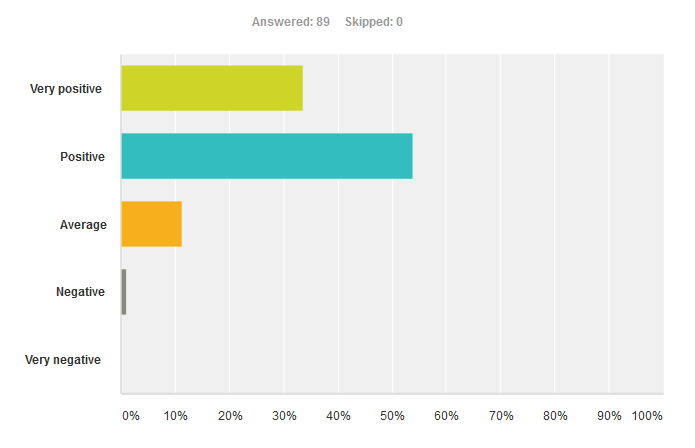 Answered: 89 Skipped: 0
Very positive
Positive
Average
Negative
Very negative
0% 10% 20% 30% 40% 50% 60% 70% 80% 90% 100%